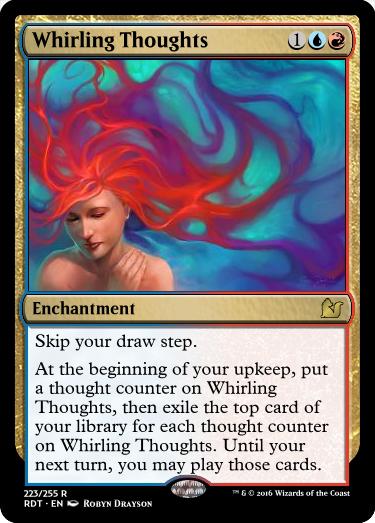 Whirling Thoughts 1
Enchantment
Skip your draw step.
At the beginning of your upkeep, put
a thought counter on Whirling
Thoughts, then exile the top card of
your library for each thought counter
on Whirling Thoughts. Until your
next turn, you may play those cards.
223/255 R
RDT • EN Robyn Drayson
™ & © 2016 Wizards of the Coast